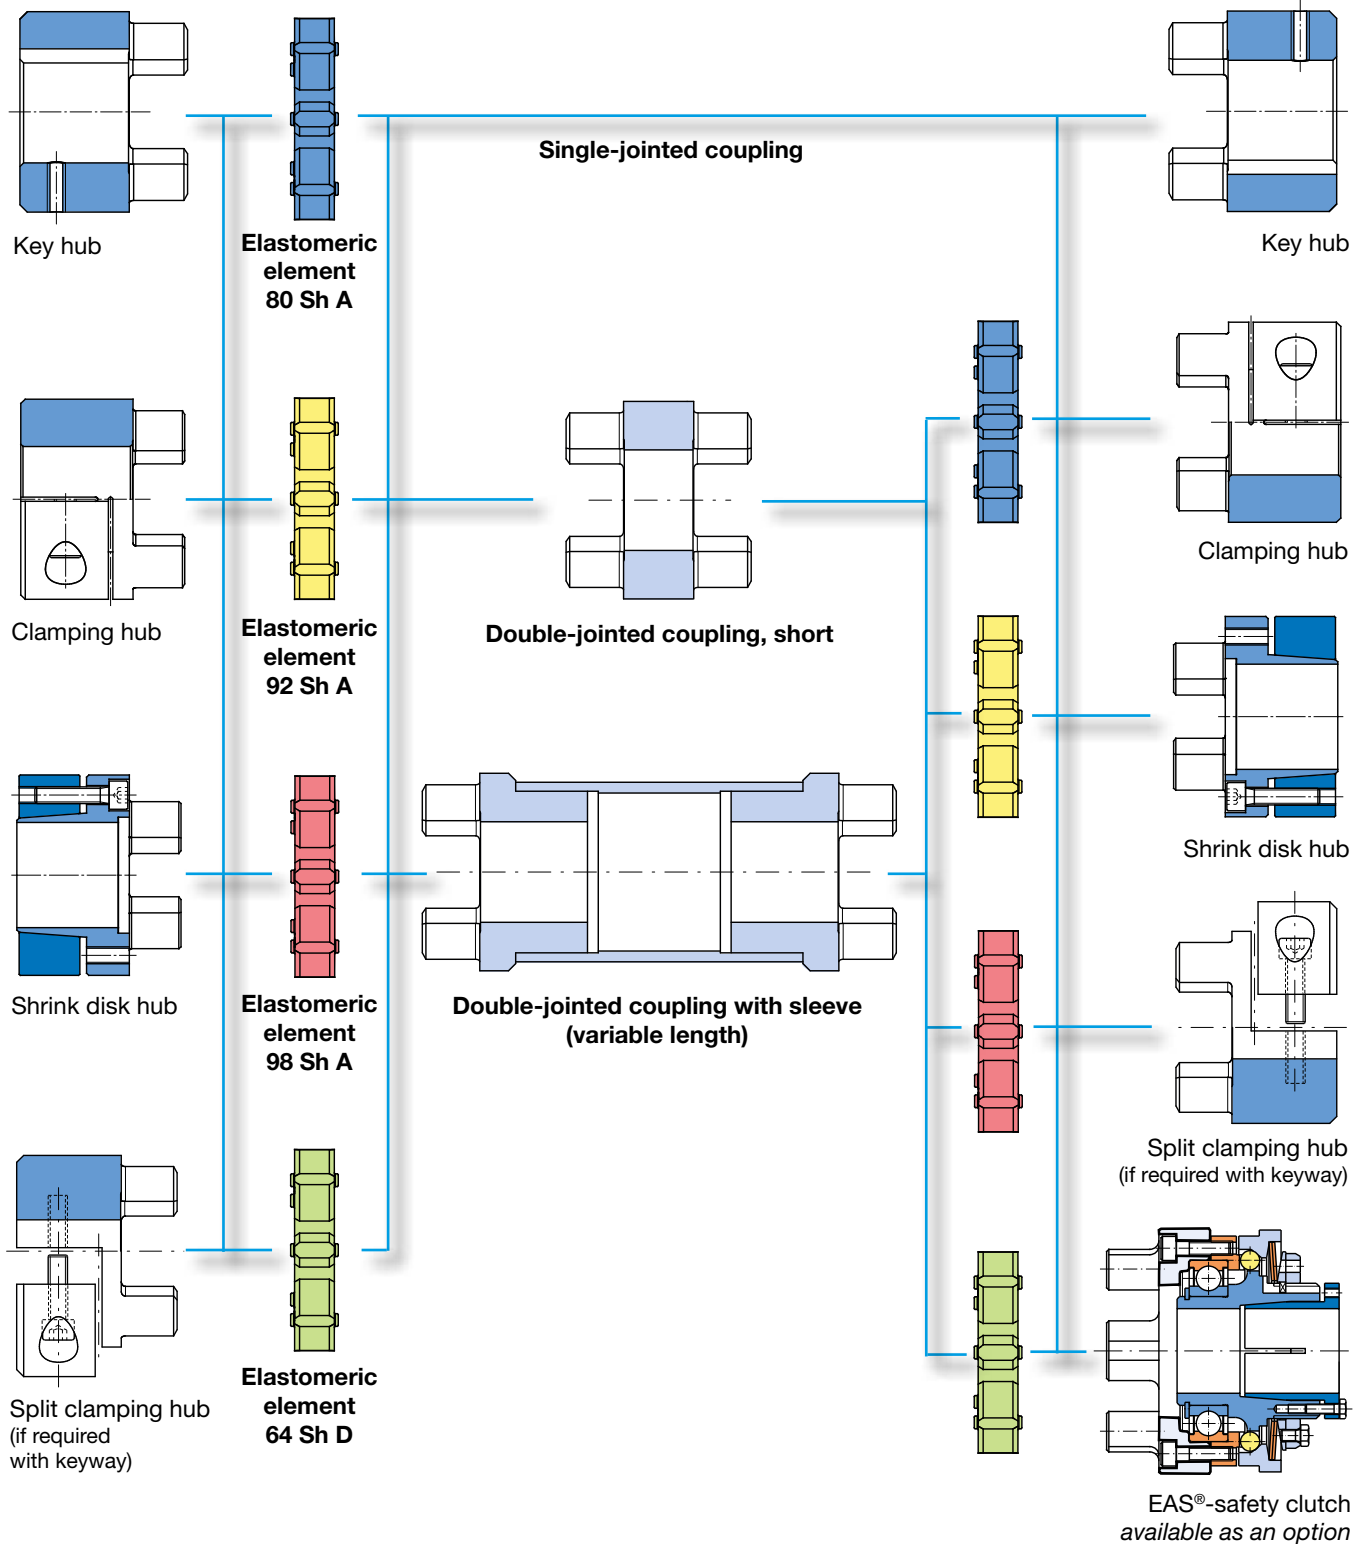 Single-jointed coupling
Key hub
Elastomeric
element
80 Sh A
Key hub
Clamping hub
Elastomeric
element
92 Sh A
Double-jointed coupling, short
Clamping hub
Shrink disk hub
Elastomeric
element
98 Sh A
Double-jointed coupling with sleeve
(variable length)
Shrink disk hub
Split clamping hub
(if required with keyway)
Split clamping hub
(if required
with keyway)
Elastomeric
element
64 Sh D
EAS®-safety clutch
available as an option